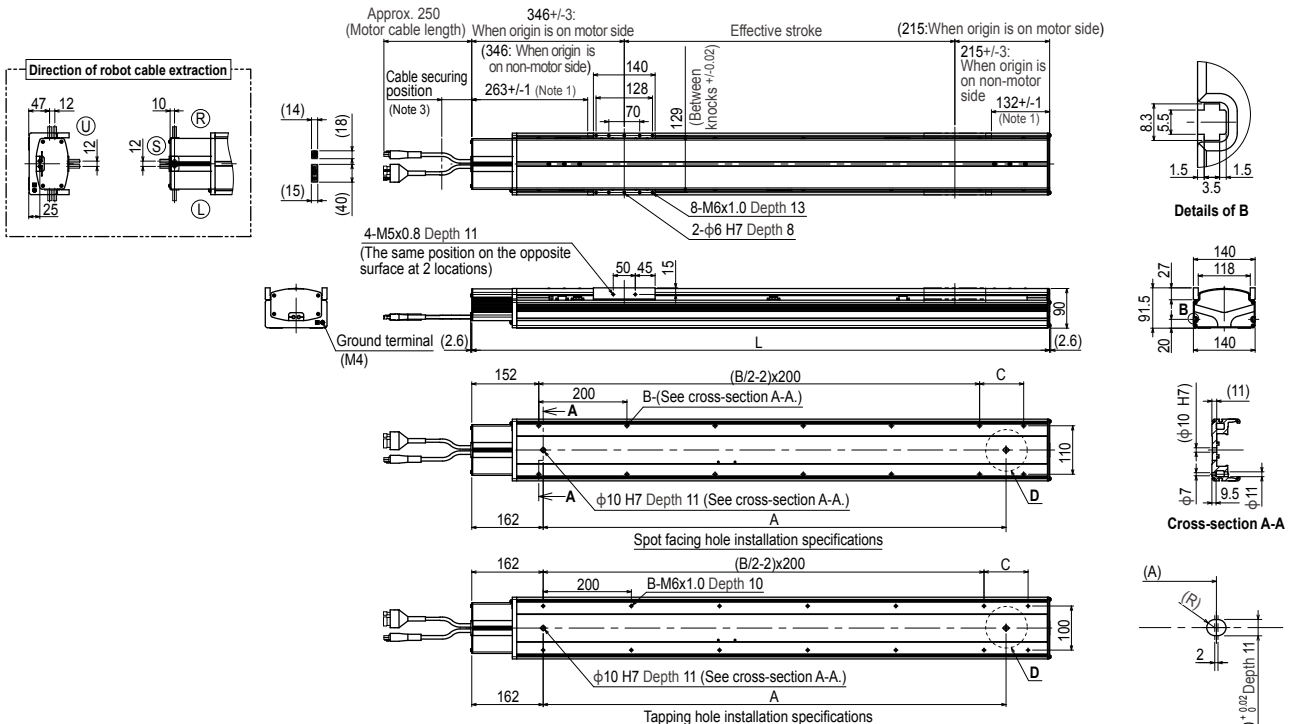 Approx. 250
(Motor cable length)
346+/-3:
When origin is on motor side
(346: When origin is
on non-motor side)
Effective stroke
(215:When origin is on motor side)
215+/-3:
When origin is
on non-motor
side
132+/-1
(Note 1)
Cable securing
position
(Note 3)
263+/-1 (Note 1)
140
128
70
129
(Between
knocks +/-0.02)
Direction of robot cable extraction
47
12
U
12
25
10
R
12
S
L
(14)
(18)
(15)
(40)
8-M6x1.0 Depth 13
2-φ6 H7 Depth 8
8.3
5.5
1.5
3.5
1.5
Details of B
4-M5x0.8 Depth 11
(The same position on the opposite
surface at 2 locations)
50
45
15
90
Ground terminal
(M4)
(2.6)
L
(2.6)
140
118
27
91.5
B
20
140
152
(B/2-2)x200
C
200
B-(See cross-section A-A.)
A
110
A
φ10 H7 Depth 11 (See cross-section A-A.)
D
162
A
Spot facing hole installation specifications
(11)
(φ10 H7)
φ7
9.5
φ11
Cross-section A-A
162
(B/2-2)x200
C
200
B-M6x1.0 Depth 10
100
φ10 H7 Depth 11 (See cross-section A-A.)
D
162
A
Tapping hole installation specifications
(A)
(R)
2
+0.02
0 Depth 11